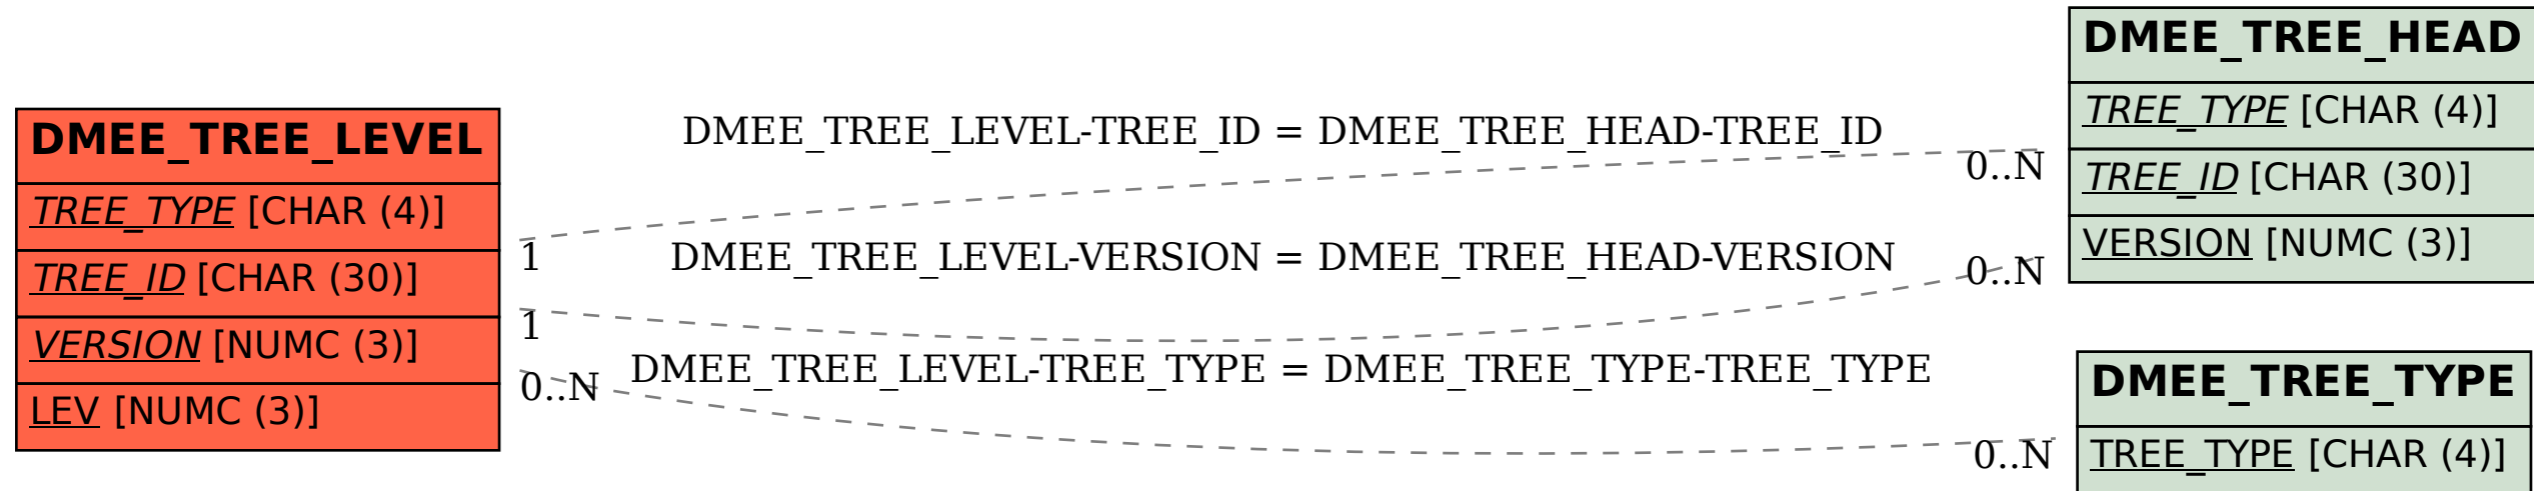 DMEE_TREE_LEVEL
TREE_TYPE [CHAR (4)]
TREE_ID [CHAR (30)]
VERSION [NUMC (3)]
LEV [NUMC (3)]
DMEE_TREE_LEVEL-TREE_ID = DMEE_TREE_HEAD-TREE_ID
1
0..N
DMEE_TREE_LEVEL-VERSION = DMEE_TREE_HEAD-VERSION
1
0..N
DMEE_TREE_LEVEL-TREE_TYPE = DMEE_TREE_TYPE-TREE_TYPE
0..N
0..N
DMEE_TREE_HEAD
TREE_TYPE [CHAR (4)]
TREE_ID [CHAR (30)]
VERSION [NUMC (3)]
DMEE_TREE_TYPE
TREE_TYPE [CHAR (4)]